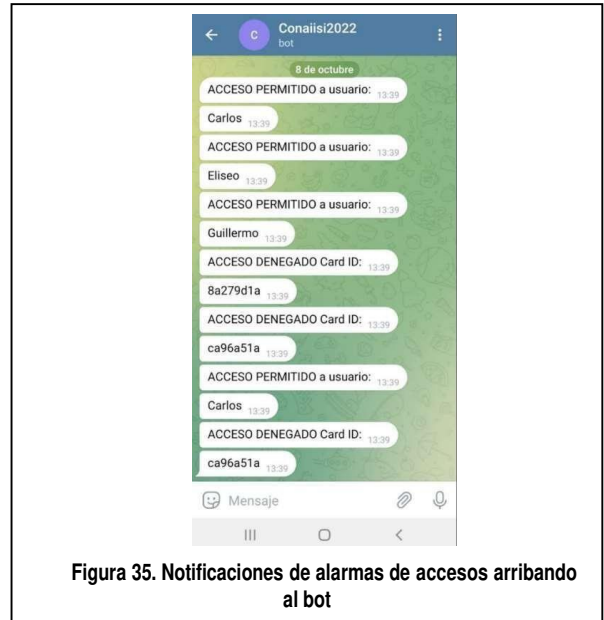 C
Conaiisi2022
bot
8 de octubre
ACCESO PERMITIDO a usuario: 13:39
Carlos 13:39
ACCESO PERMITIDO a usuario: 13:39
Eliseo 13:39
ACCESO PERMITIDO a usuario: 13:39
Guillermo 13:39
ACCESO DENEGADO Card ID: 13:39
8a279d1a 13:39
ACCESO DENEGADO Card ID: 13:39
ca96a51a 13:39
ACCESO PERMITIDO a usuario: 13:39
Carlos 13:39
ACCESO DENEGADO Card ID: 13:39
ca96a51a 13:39
Mensaje
Figura 35. Notificaciones de alarmas de accesos arribando
al bot